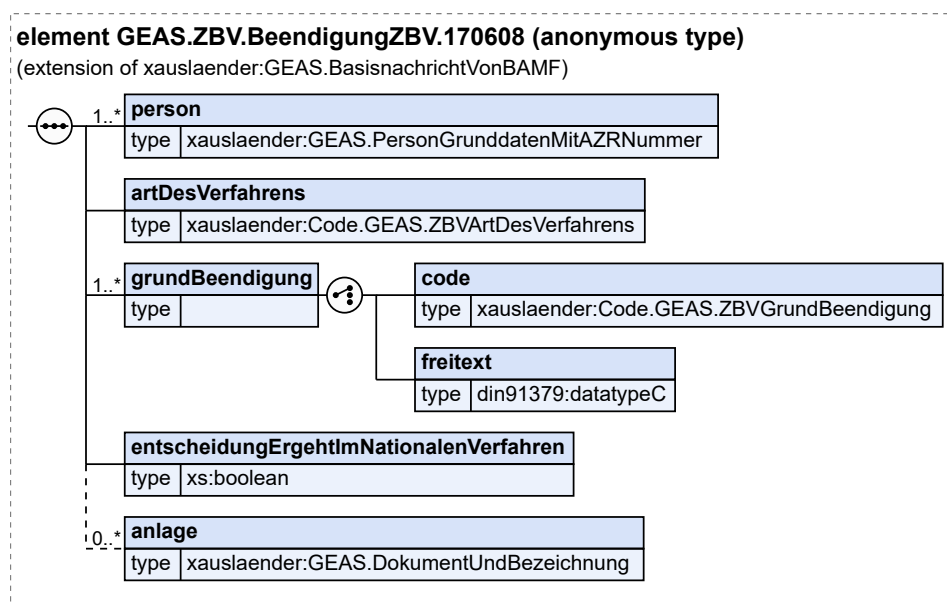 element GEAS.ZBV.BeendigungZBV.170608 (anonymous type)
(extension of xauslaender:GEAS.BasisnachrichtVonBAMF)
1..* person
type xauslaender:GEAS.PersonGrunddatenMitAZRNummer
artDesVerfahrens
type xauslaender:Code.GEAS.ZBVArtDesVerfahrens
1..* grundBeendigung
type
code
type xauslaender:Code.GEAS.ZBVGrundBeendigung
freitext
type din91379:datatypeC
entscheidungErgehtImNationalenVerfahren
type xs:boolean
0..* anlage
type xauslaender:GEAS.DokumentUndBezeichnung